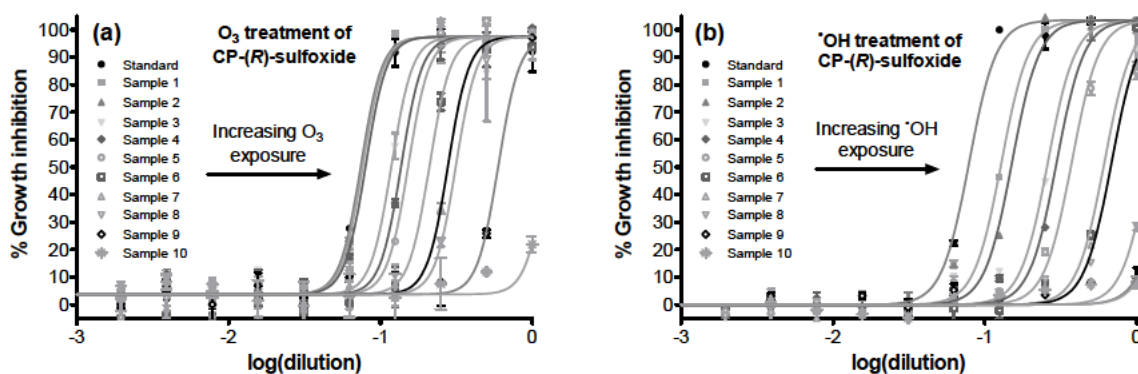 (a)
O₃ treatment of
CP-(R)-sulfoxide
Standard
Sample 1
Sample 2
Sample 3
Sample 4
Sample 5
Sample 6
Sample 7
Sample 8
Sample 9
Sample 10
Increasing O₃
exposure
% Growth inhibition
100
90
80
70
60
50
40
30
20
10
0
-3
-2
-1
0
log(dilution)
(b)
•OH treatment of
CP-(R)-sulfoxide
Standard
Sample 1
Sample 2
Sample 3
Sample 4
Sample 5
Sample 6
Sample 7
Sample 8
Sample 9
Sample 10
Increasing •OH
exposure
% Growth inhibition
100
90
80
70
60
50
40
30
20
10
0
-3
-2
-1
0
log(dilution)